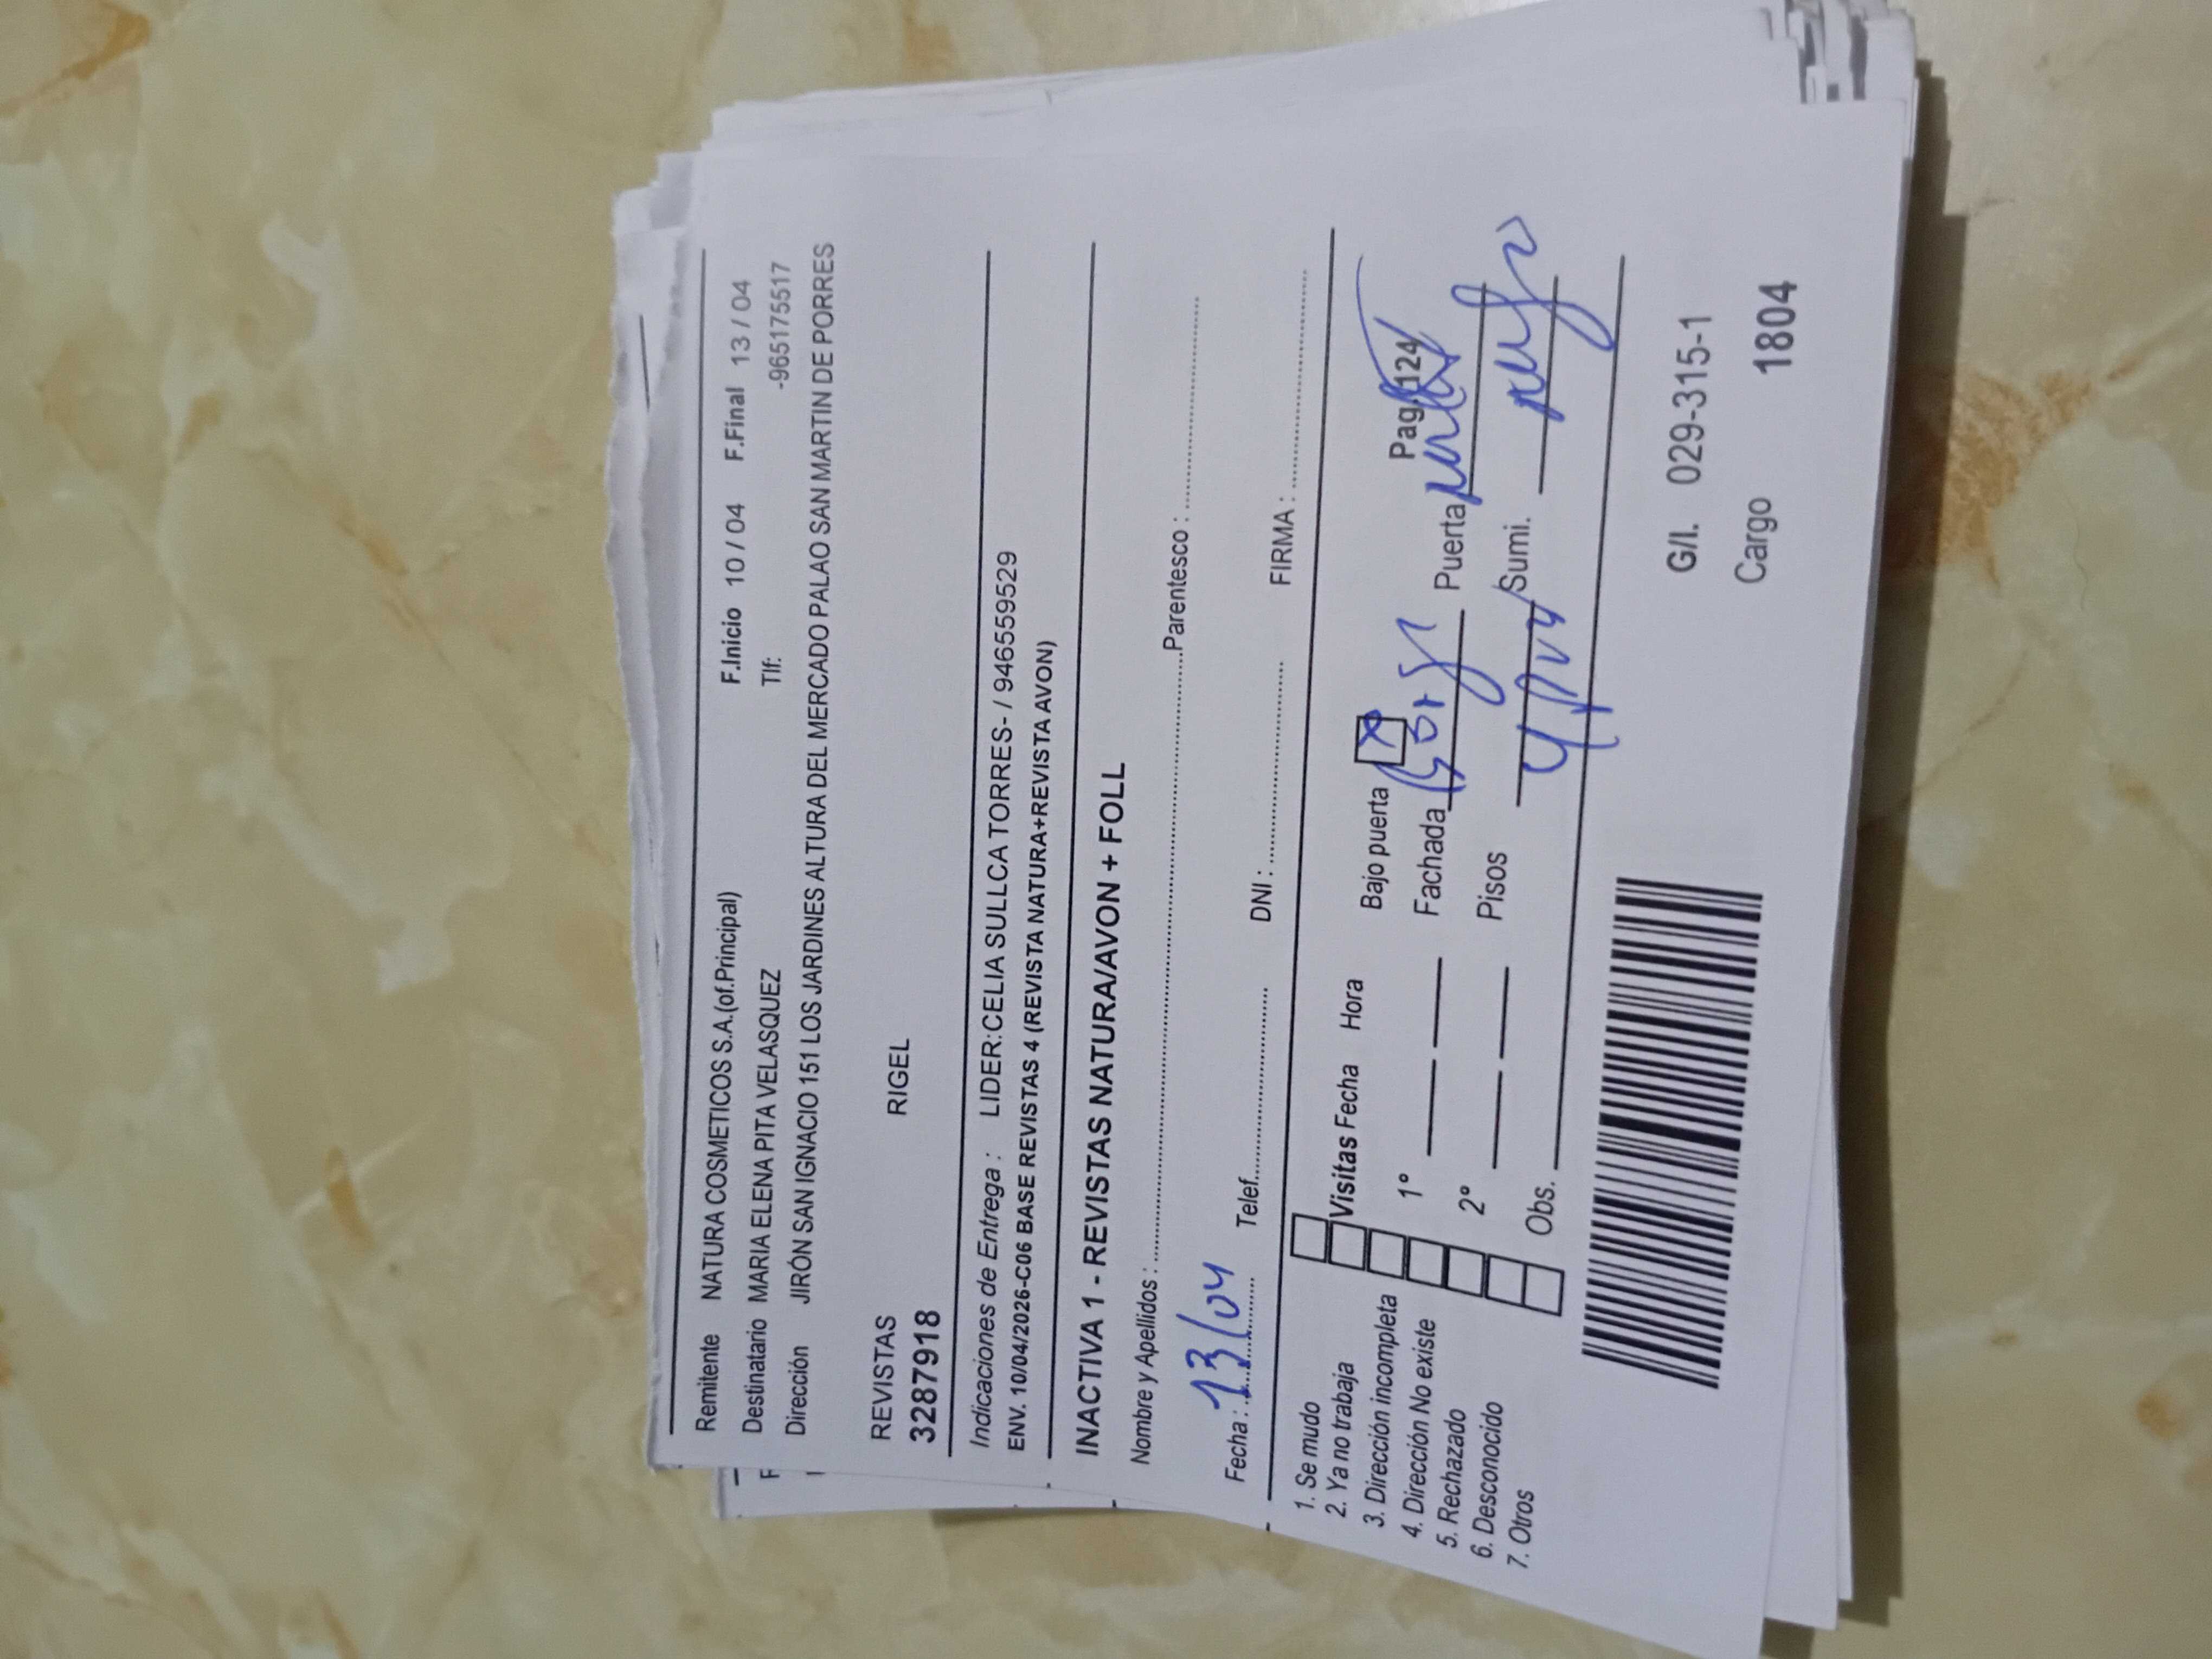 Remitente NATURA COSMETICOS S.A.(of.Principal) F.Inicio 10 / 04 F.Final 13 / 04
Destinatario MARIA ELENA PITA VELASQUEZ Tlf: -965175517
Dirección JIRÓN SAN IGNACIO 151 LOS JARDINES ALTURA DEL MERCADO PALAO SAN MARTIN DE PORRES
REVISTAS RIGEL
3287918
Indicaciones de Entrega : LIDER:CELIA SULLCA TORRES- / 946559529
ENV. 10/04/2026-C06 BASE REVISTAS 4 (REVISTA NATURA+REVISTA AVON)
INACTIVA 1 - REVISTAS NATURA/AVON + FOLL
Nombre y Apellidos : Parentesco :
Fecha : 13/04 Telef. DNI : FIRMA :
1. Se mudo
2. Ya no trabaja
3. Dirección incompleta
4. Dirección No existe
5. Rechazado
6. Desconocido
7. Otros
Visitas Fecha Hora Bajo puerta X Pag. 124
1° Fachada Puerta
2° Pisos Sumi.
Obs.
G/I. 029-315-1
Cargo 1804